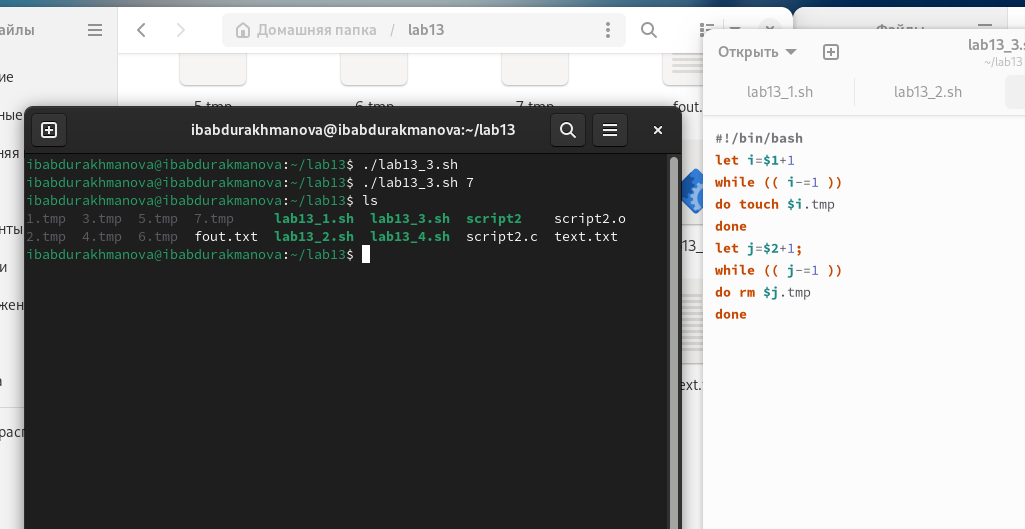 айлы
Домашняя папка / lab13
Файлы
Открыть
lab13_3.s
~/lab13
lab13_1.sh
lab13_2.sh
5.tmp
6.tmp
7.tmp
fout.
ibabdurakhmanova@ibabdurakmanova:~/lab13
ibabdurakhmanova@ibabdurakmanova:~/lab13$ ./lab13_3.sh
ibabdurakhmanova@ibabdurakmanova:~/lab13$ ./lab13_3.sh 7
ibabdurakhmanova@ibabdurakmanova:~/lab13$ ls
1.tmp 3.tmp 5.tmp 7.tmp lab13_1.sh lab13_3.sh script2 script2.o
2.tmp 4.tmp 6.tmp fout.txt lab13_2.sh lab13_4.sh script2.c text.txt
ibabdurakhmanova@ibabdurakmanova:~/lab13$
#!/bin/bash
let i=$1+1
while (( i-=1 ))
do touch $i.tmp
done
let j=$2+1;
while (( j-=1 ))
do rm $j.tmp
done
13_
ext.